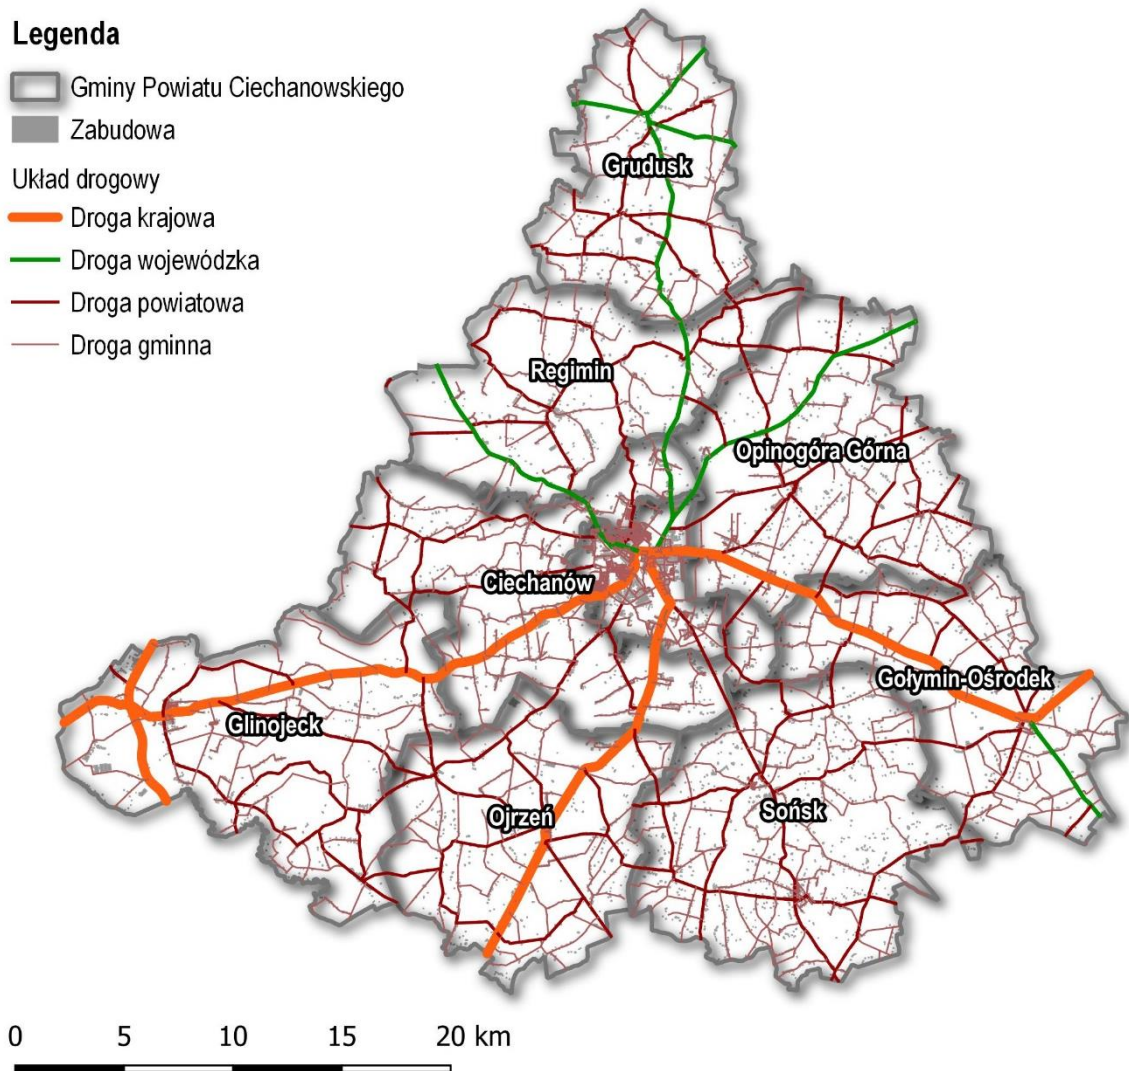 Legenda
Gminy Powiatu Ciechanowskiego
Zabudowa
Układ drogowy
Droga krajowa
Droga wojewódzka
Droga powiatowa
Droga gminna
Grudusk
Regimin
Opinogóra Górna
Ciechanów
Gołymin-Ośrodek
Glinojeck
Ojrzeń
Sońsk
0 5 10 15 20 km